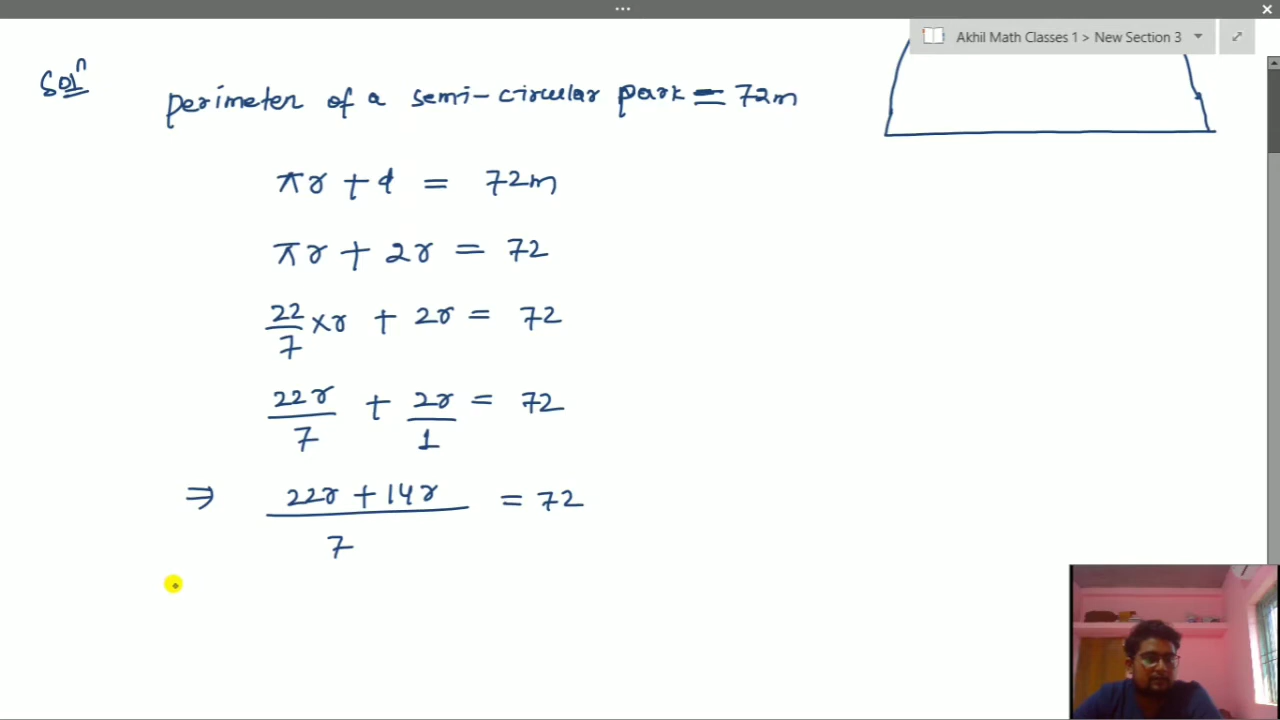 Akhil Math Classes 1 > New Section 3
Solⁿ
perimeter of a semi-circular park = 72m
πr + d = 72m
πr + 2r = 72
22/7 × r + 2r = 72
22r/7 + 2r/1 = 72
⇒ (22r + 14r)/7 = 72